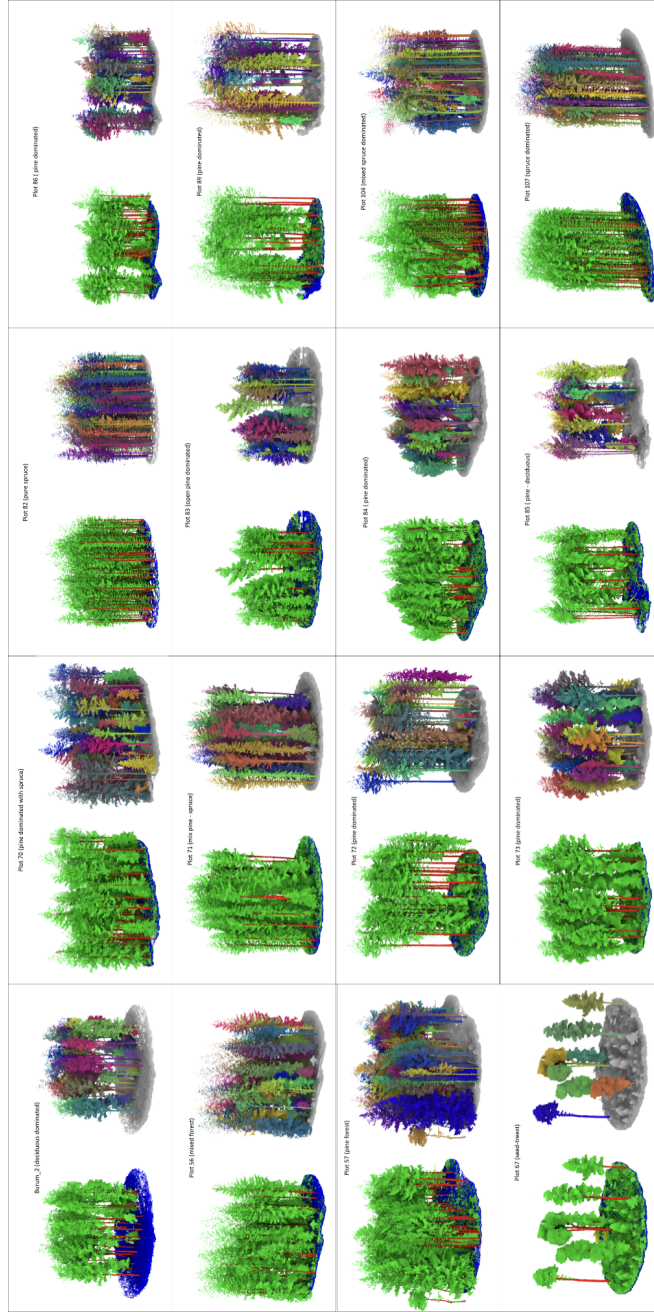 Burum_2 (deciduous dominated)
Plot 70 (pine dominated with spruce)
Plot 82 (pure spruce)
Plot 86 ( pine dominated)
Plot 56 (mixed forest)
Plot 71 (mix pine - spruce)
Plot 83 (open pine dominated)
Plot 89 (pine dominated)
Plot 57 (pine forest)
Plot 72 (pine dominated)
Plot 84 ( pine dominated)
Plot 104 (mixed spruce dominated)
Plot 67 (seed-treest)
Plot 73 (pine dominated)
Plot 85 ( pine - deciduous)
Plot 107 (spruce dominated)